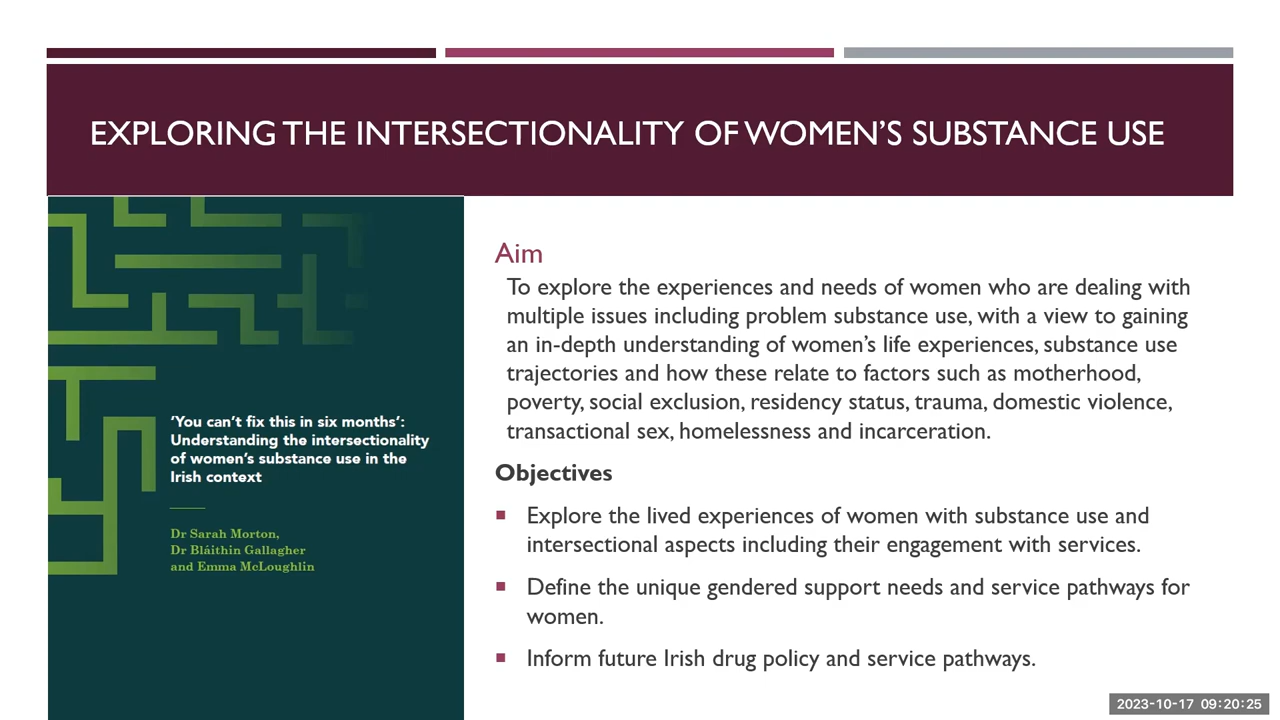 EXPLORING THE INTERSECTIONALITY OF WOMEN’S SUBSTANCE USE
‘You can’t fix this in six months’:
Understanding the intersectionality
of women’s substance use in the
Irish context
Dr Sarah Morton,
Dr Bláithin Gallagher
and Emma McLoughlin
Aim
To explore the experiences and needs of women who are dealing with
multiple issues including problem substance use, with a view to gaining
an in-depth understanding of women’s life experiences, substance use
trajectories and how these relate to factors such as motherhood,
poverty, social exclusion, residency status, trauma, domestic violence,
transactional sex, homelessness and incarceration.
Objectives
▪ Explore the lived experiences of women with substance use and
intersectional aspects including their engagement with services.
▪ Define the unique gendered support needs and service pathways for
women.
▪ Inform future Irish drug policy and service pathways.
2023-10-17 09:20:25